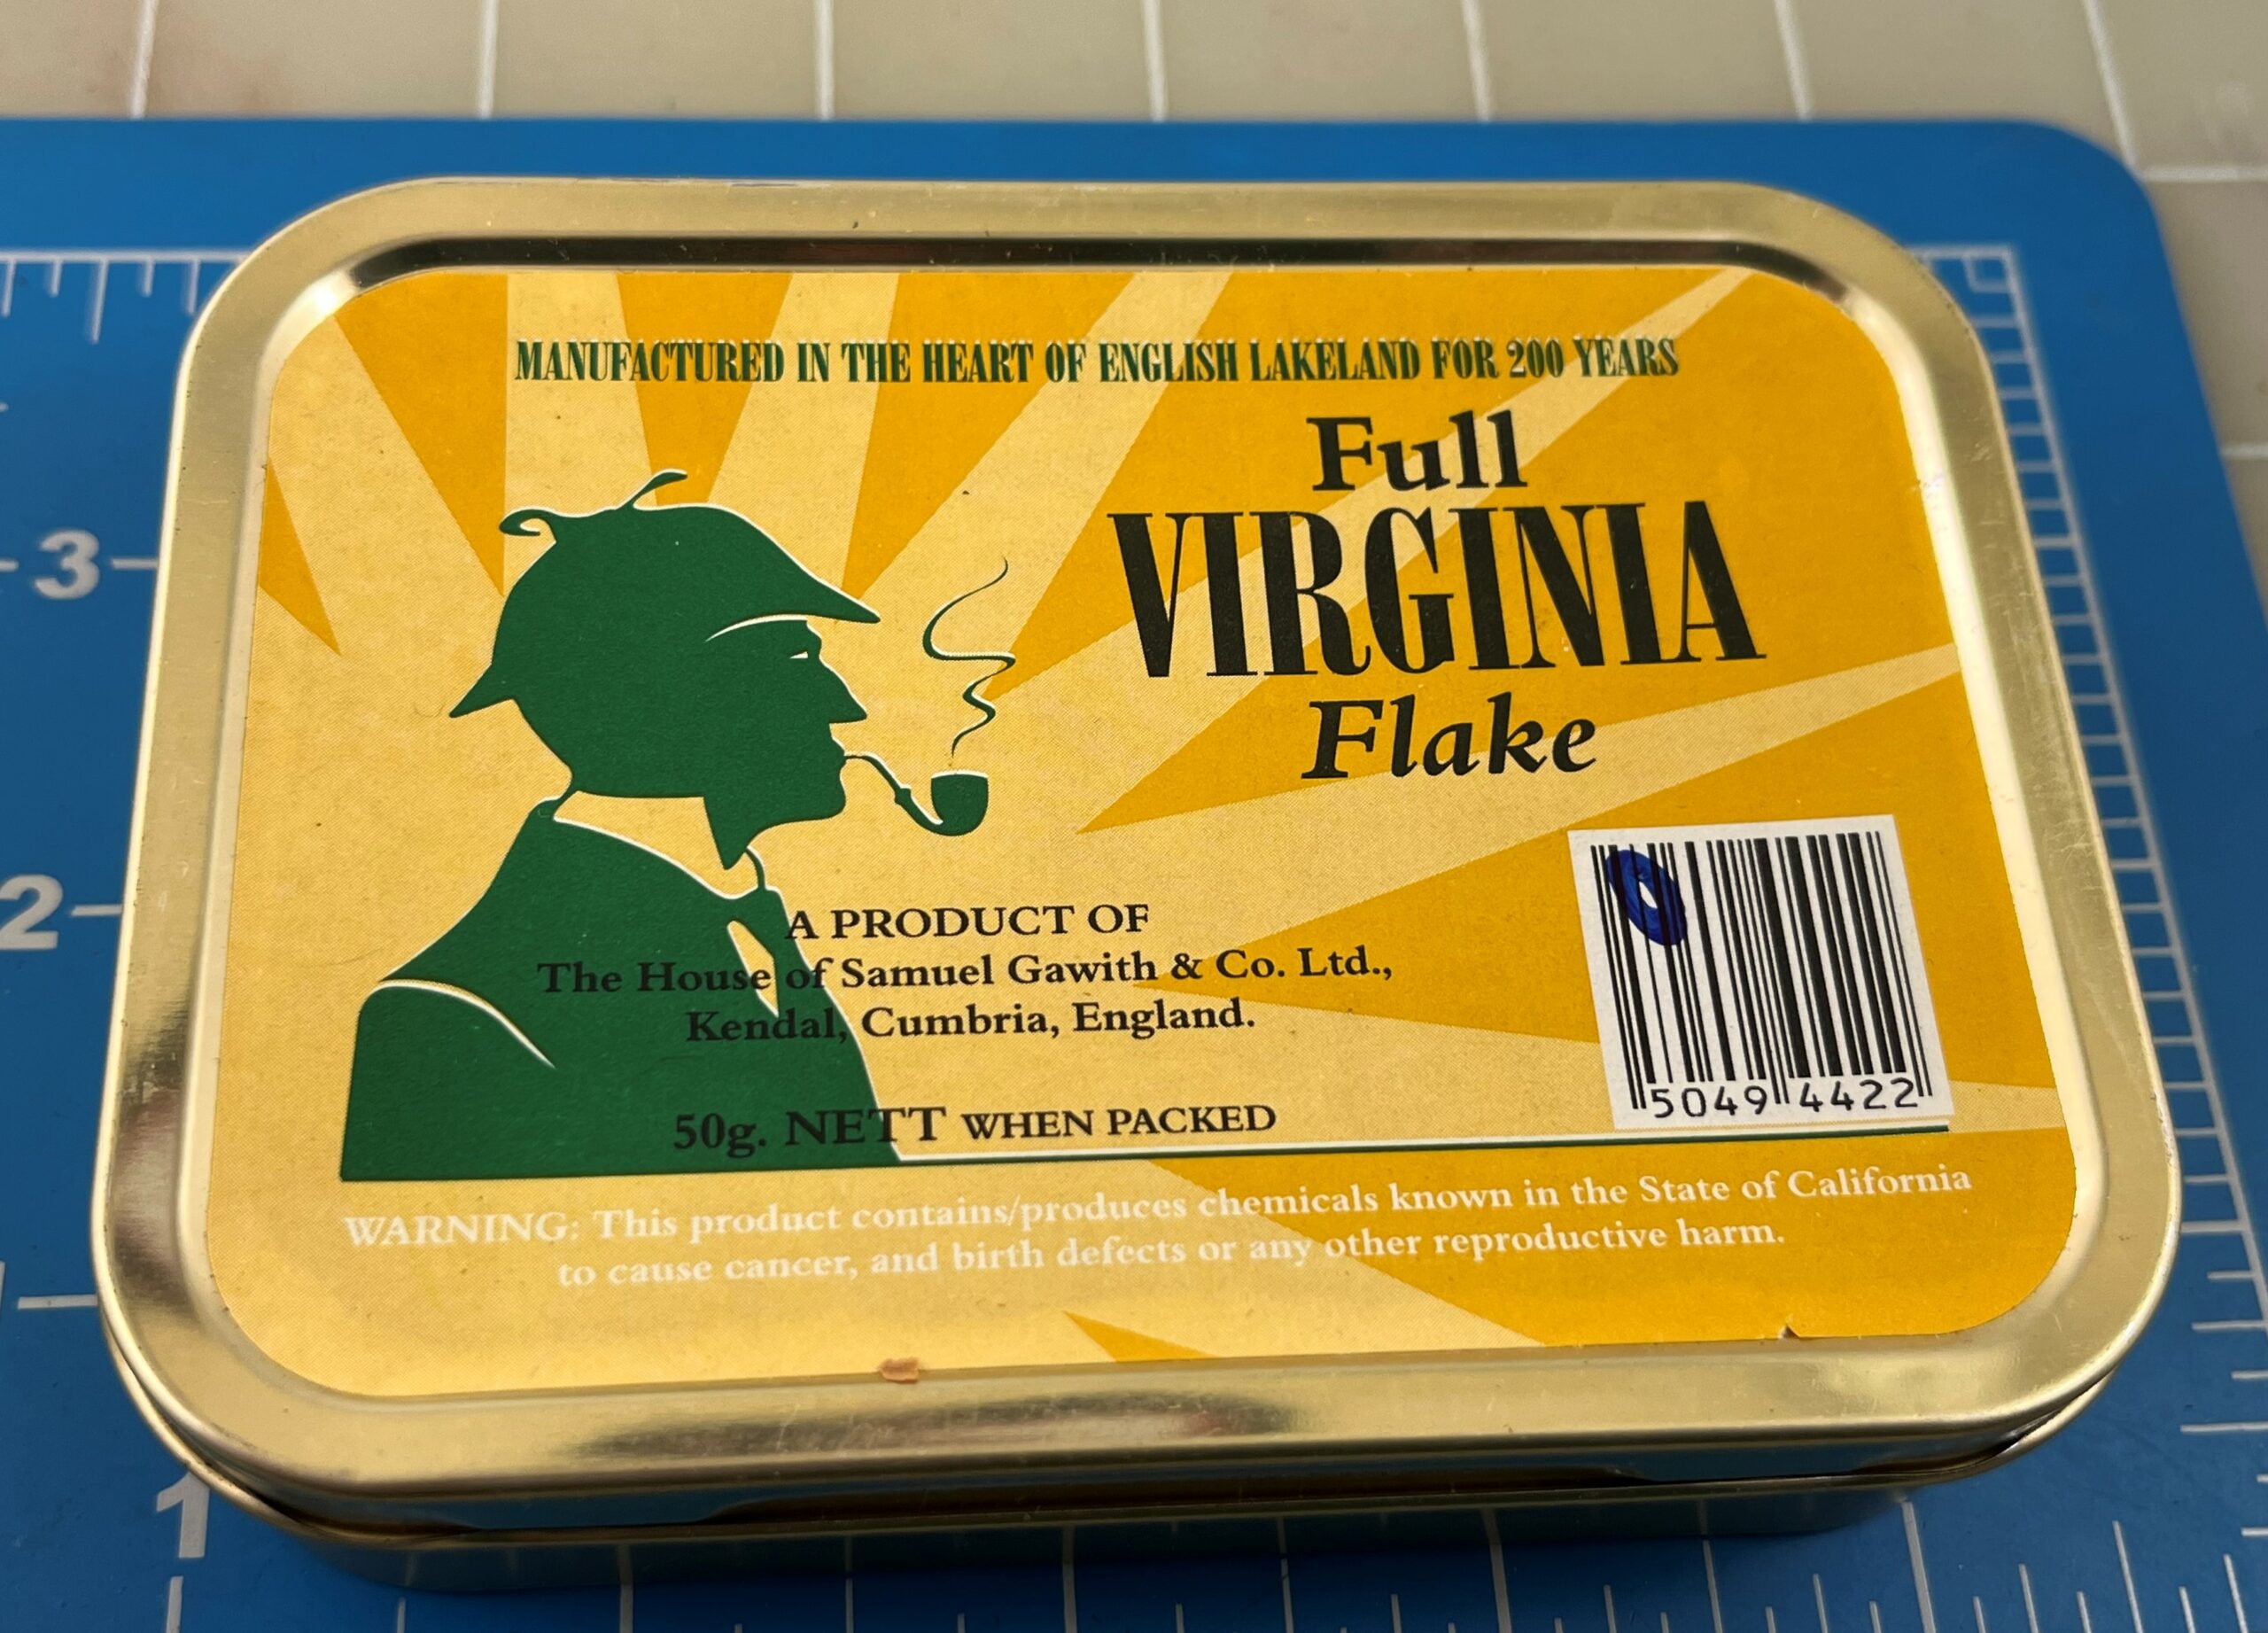 MANUFACTURED IN THE HEART OF ENGLISH LAKELAND FOR 200 YEARS
Full
VIRGINIA
Flake
A PRODUCT OF
The House of Samuel Gawith & Co. Ltd.,
Kendal, Cumbria, England.
50g. NETT WHEN PACKED
5049 4422
WARNING: This product contains/produces chemicals known in the State of California
to cause cancer, and birth defects or any other reproductive harm.
3
2
1
1